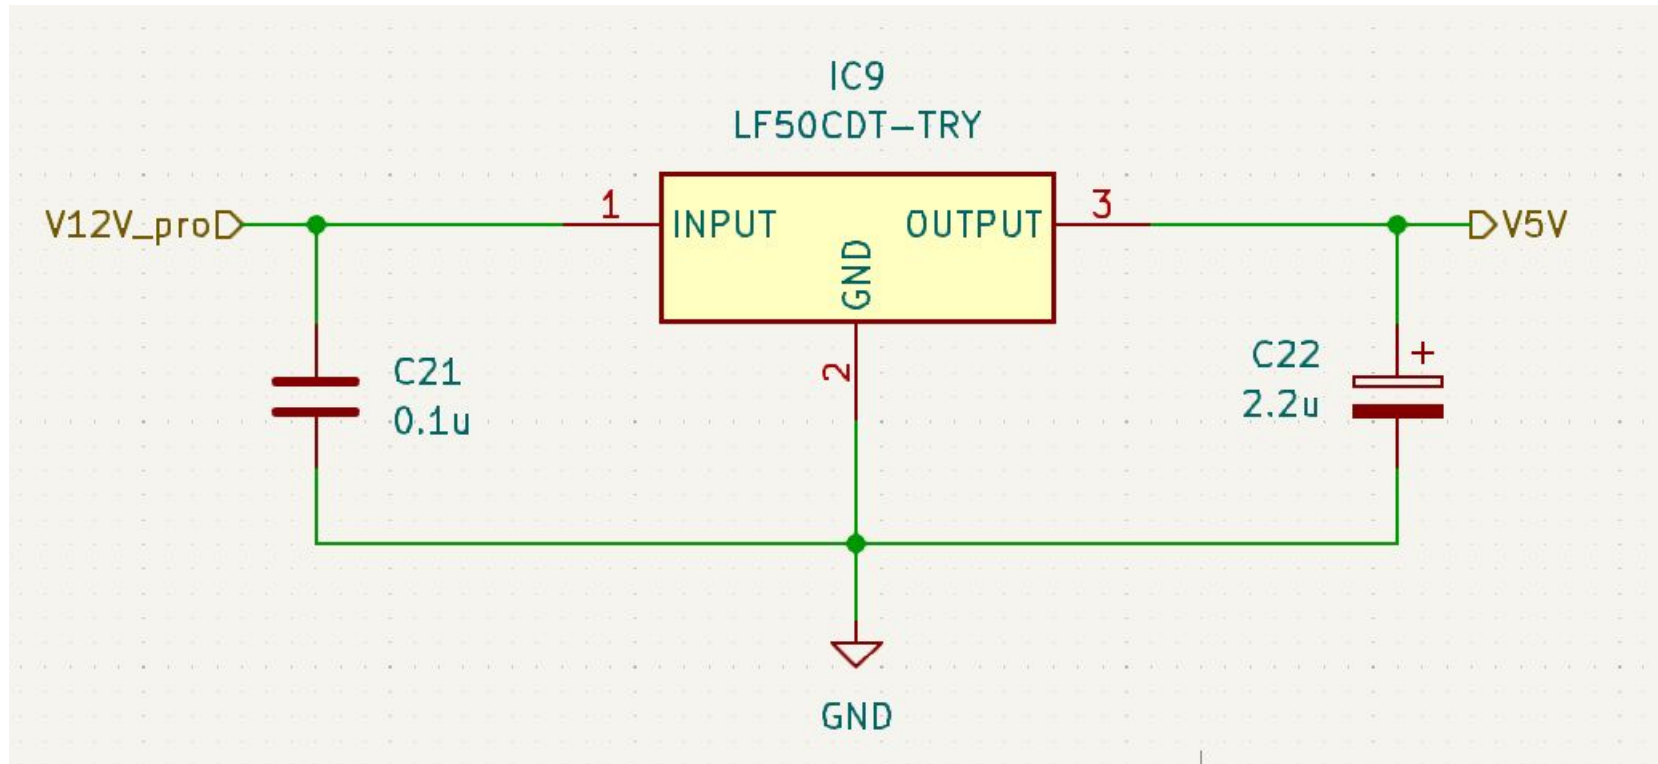 IC9
LF50CDT-TRY
V12V_pro
1
INPUT
OUTPUT
GND
3
V5V
2
C21
0.1u
C22
2.2u
+
GND